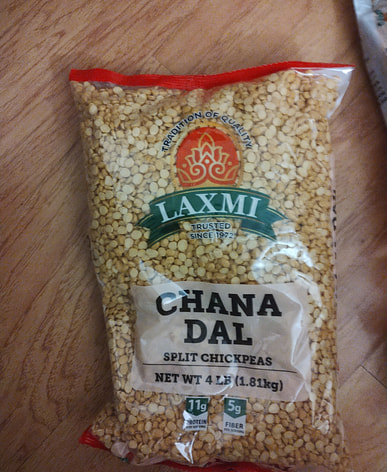 TRADITION OF QUALITY
LAXMI
TRUSTED
SINCE 1972
CHANA
DAL
SPLIT CHICKPEAS
NET WT 4 LB (1.81kg)
11g 5g
PROTEIN FIBER